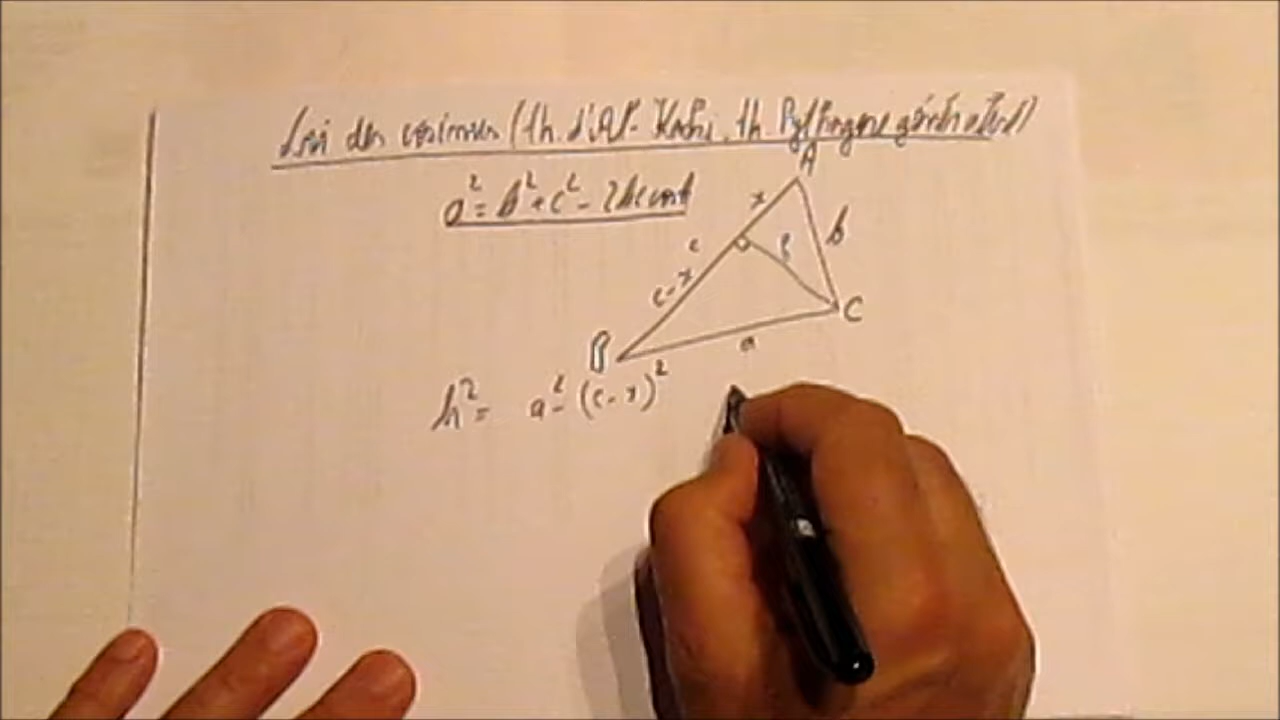 Loi des cosinus (th. d'Al-Kashi, th. Pythagore généralisé)
a² = b² + c² - 2bc cosA
A
x
c
h
b
c-x
C
B
a
h² = a² - (c-x)²